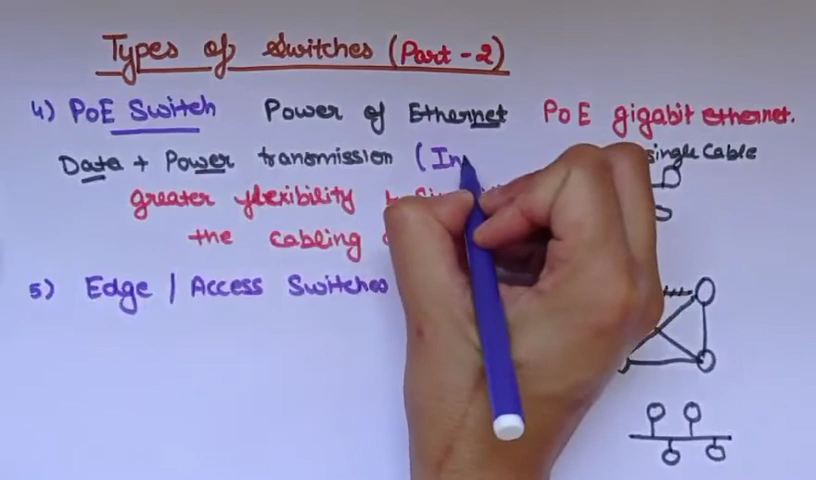 Types of Switches (Part - 2)
4) PoE Switch Power of Ethernet PoE gigabit ethernet.
Data + Power transmission (In single Cable
greater flexibility
the cabling
5) Edge / Access Switches